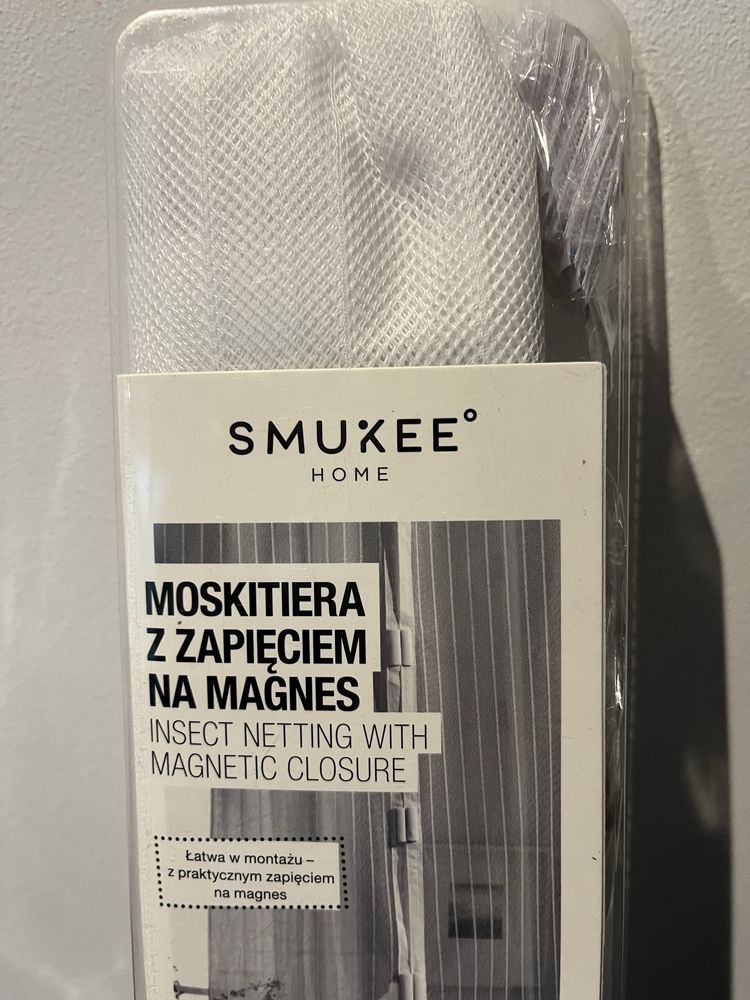 SMUKEE°
HOME
MOSKITIERA
Z ZAPIĘCIEM
NA MAGNES
INSECT NETTING WITH
MAGNETIC CLOSURE
Łatwa w montażu –
z praktycznym zapięciem
na magnes